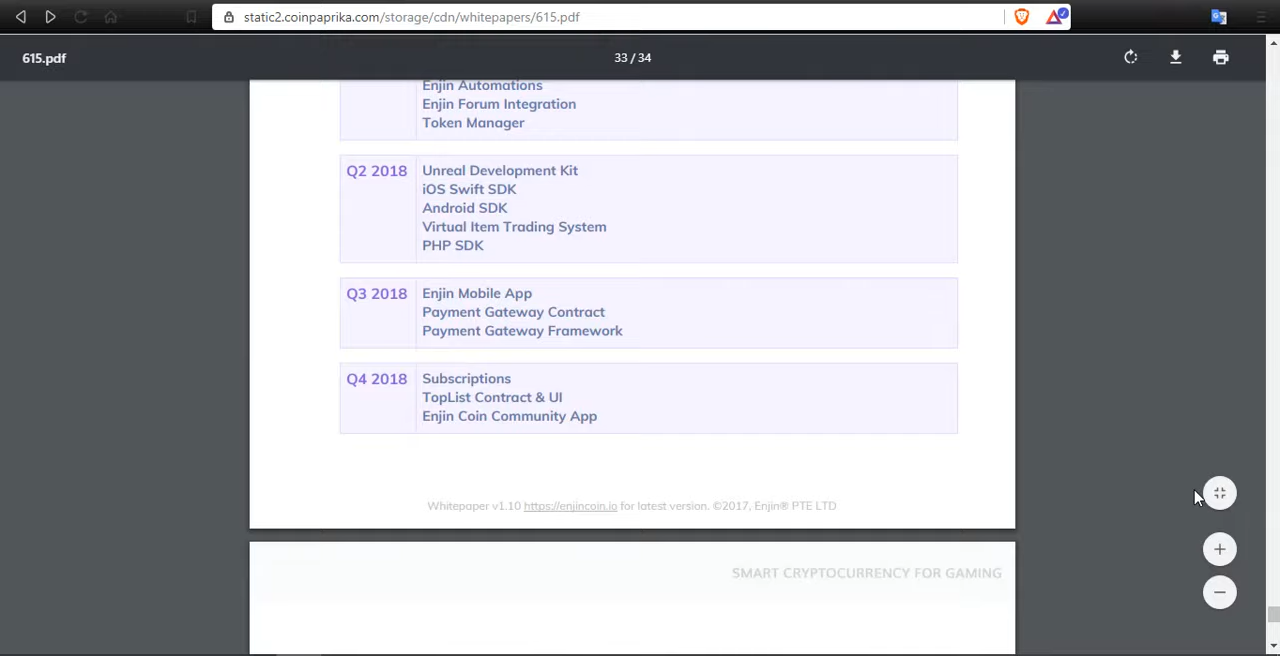 static2.coinpaprika.com/storage/cdn/whitepapers/615.pdf
615.pdf
33 / 34
Enjin Automations
Enjin Forum Integration
Token Manager
Q2 2018
Unreal Development Kit
iOS Swift SDK
Android SDK
Virtual Item Trading System
PHP SDK
Q3 2018
Enjin Mobile App
Payment Gateway Contract
Payment Gateway Framework
Q4 2018
Subscriptions
TopList Contract & UI
Enjin Coin Community App
Whitepaper v1.10 https://enjincoin.io for latest version. ©2017, Enjin® PTE LTD
SMART CRYPTOCURRENCY FOR GAMING